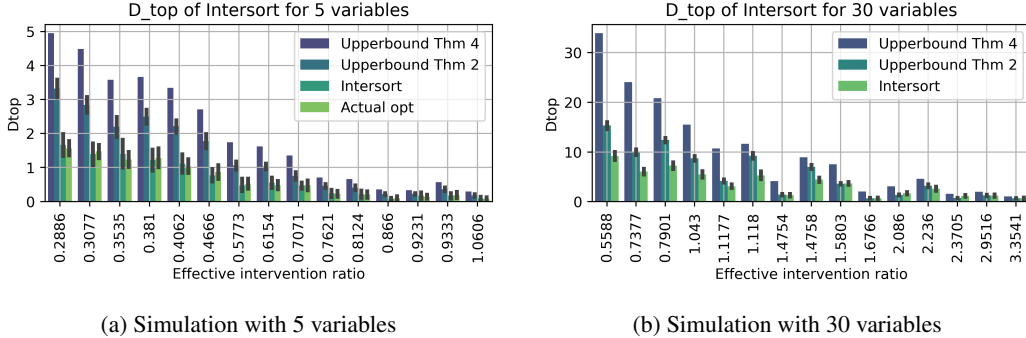 D_top of Intersort for 5 variables
Dtop
5
4
3
2
1
0
Upperbound Thm 4
Upperbound Thm 2
Intersort
Actual opt
0.2886
0.3077
0.3535
0.381
0.4062
0.4666
0.5773
0.6154
0.7071
0.7621
0.8124
0.866
0.9231
0.9333
1.0606
Effective intervention ratio
(a) Simulation with 5 variables
D_top of Intersort for 30 variables
Dtop
30
20
10
0
Upperbound Thm 4
Upperbound Thm 2
Intersort
0.5588
0.7377
0.7901
1.043
1.1177
1.118
1.4754
1.4758
1.5803
1.6766
2.086
2.236
2.3705
2.9516
3.3541
Effective intervention ratio
(b) Simulation with 30 variables